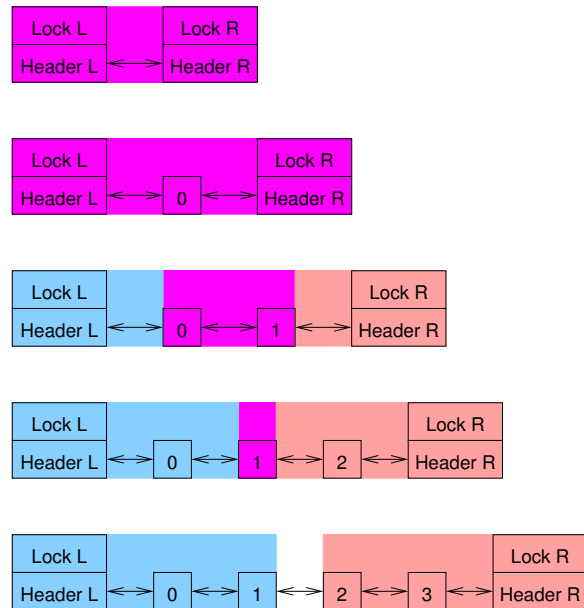 Lock L Lock R
Header L Header R
Lock L Lock R
Header L 0 Header R
Lock L Lock R
Header L 0 1 Header R
Lock L Lock R
Header L 0 1 2 Header R
Lock L Lock R
Header L 0 1 2 3 Header R